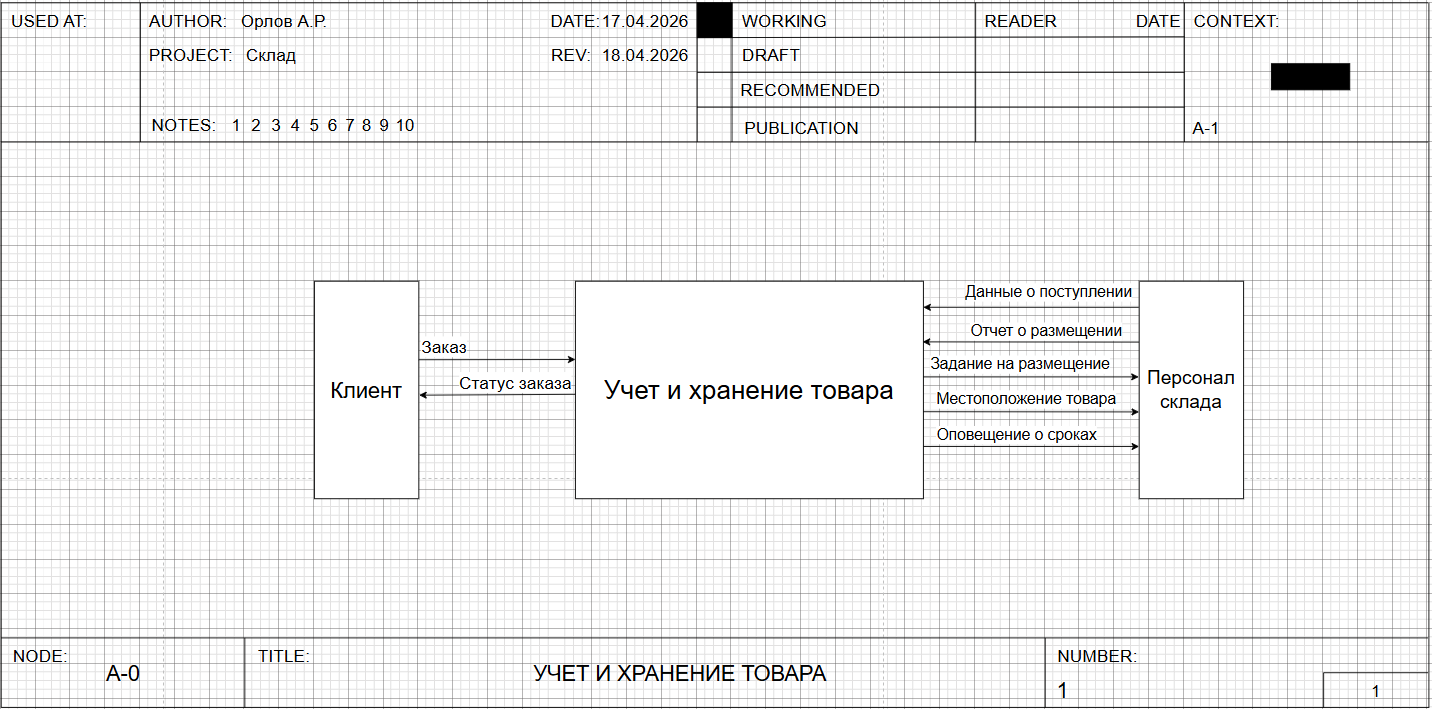 USED AT:
AUTHOR: Орлов А.Р.
DATE: 17.04.2026
PROJECT: Склад
REV: 18.04.2026
NOTES: 1 2 3 4 5 6 7 8 9 10
WORKING
DRAFT
RECOMMENDED
PUBLICATION
READER DATE
CONTEXT:
A-1
Клиент
Заказ
Статус заказа
Учет и хранение товара
Данные о поступлении
Отчет о размещении
Задание на размещение
Местоположение товара
Оповещение о сроках
Персонал
склада
NODE:
A-0
TITLE:
УЧЕТ И ХРАНЕНИЕ ТОВАРА
NUMBER:
1
1